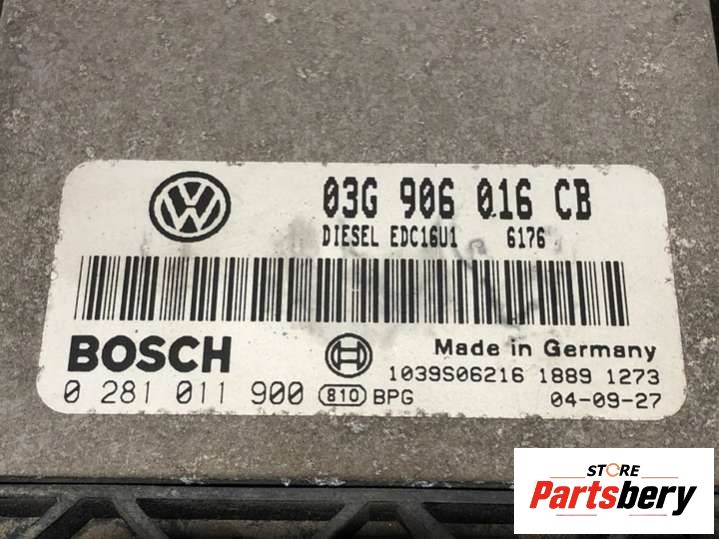 03G 906 016 CB
DIESEL EDC16U1 6176
BOSCH
Made in Germany
1039S06216 1889 1273
0 281 011 900 810 BPG
04-09-27
STORE
Partsbery